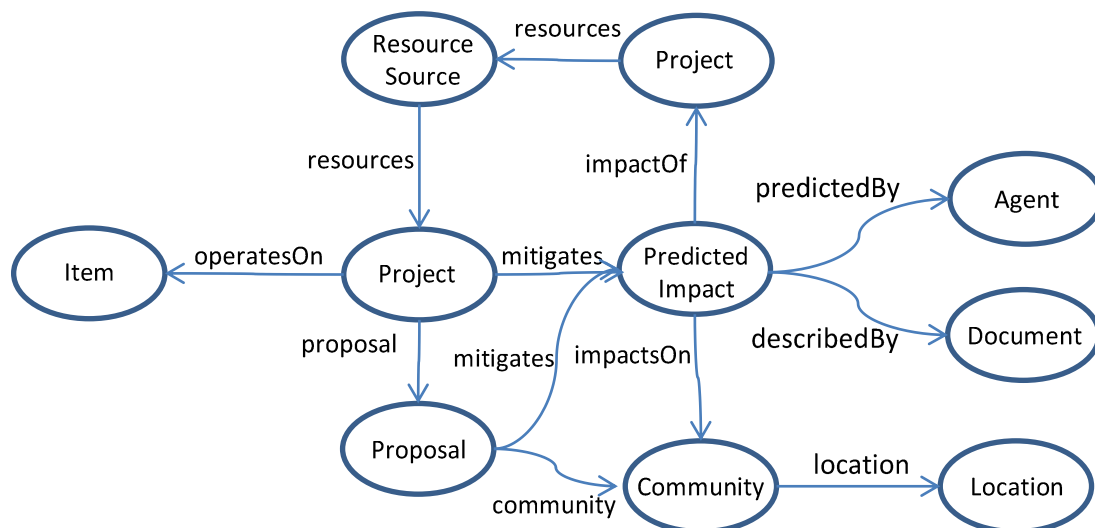 resources
Resource
Source
Project
resources
impactOf
predictedBy
Agent
operatesOn
mitigates
Item
Project
Predicted
Impact
proposal
mitigates
impactsOn
describedBy
Document
Proposal
location
community
Community
Location